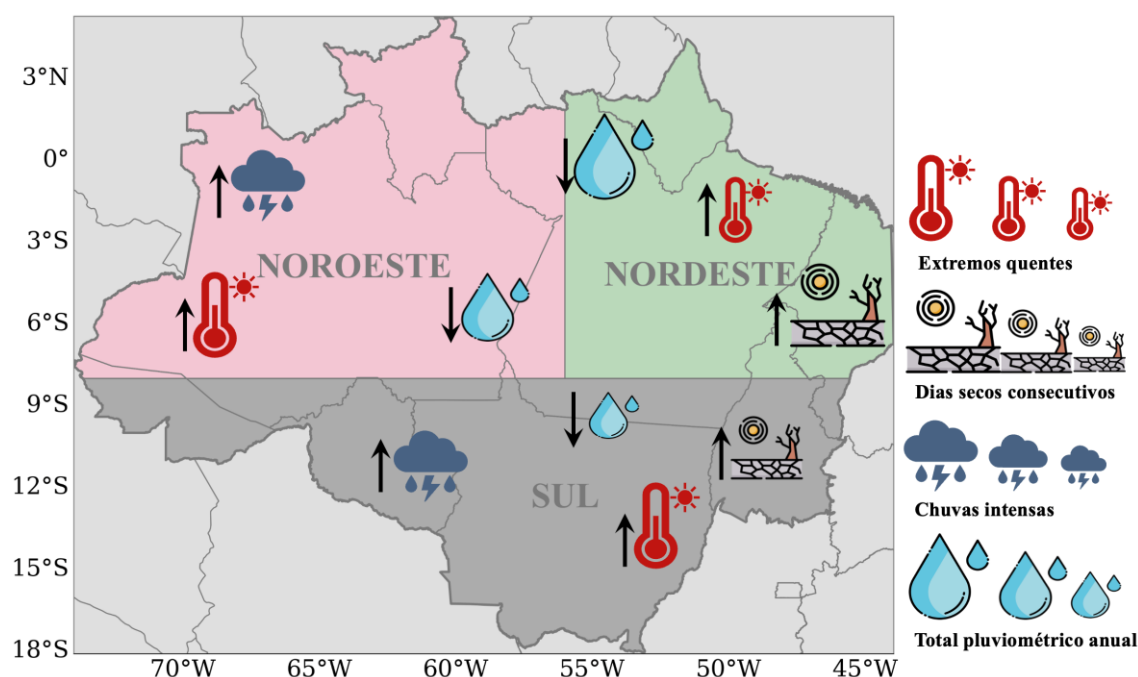 3°N
0°
3°S
6°S
9°S
12°S
15°S
18°S
70°W 65°W 60°W 55°W 50°W 45°W
NOROESTE
NORDESTE
SUL
Extremos quentes
Dias secos consecutivos
Chuvas intensas
Total pluviométrico anual